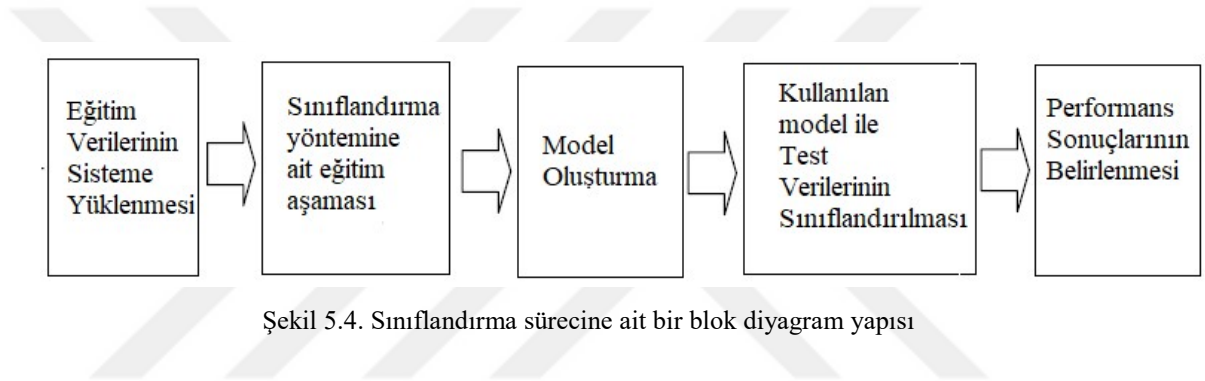 Eğitim
Verilerinin
Sisteme
Yüklenmesi
Sınıflandırma
yöntemine
ait eğitim
aşaması
Model
Oluşturma
Kullanılan
model ile
Test
Verilerinin
Sınıflandırılması
Performans
Sonuçlarının
Belirlenmesi
Şekil 5.4. Sınıflandırma sürecine ait bir blok diyagram yapısı